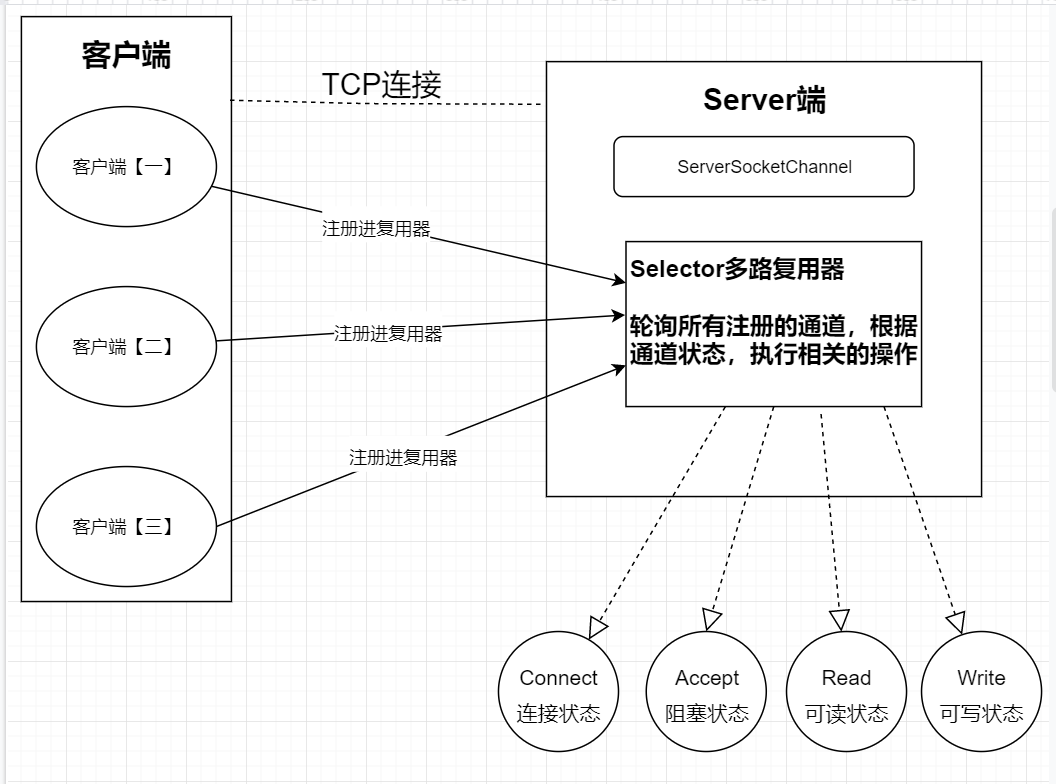 客户端
TCP连接
Server端
客户端【一】
ServerSocketChannel
注册进复用器
Selector多路复用器
轮询所有注册的通道，根据
通道状态，执行相关的操作
客户端【二】
注册进复用器
注册进复用器
客户端【三】
Connect
连接状态
Accept
阻塞状态
Read
可读状态
Write
可写状态